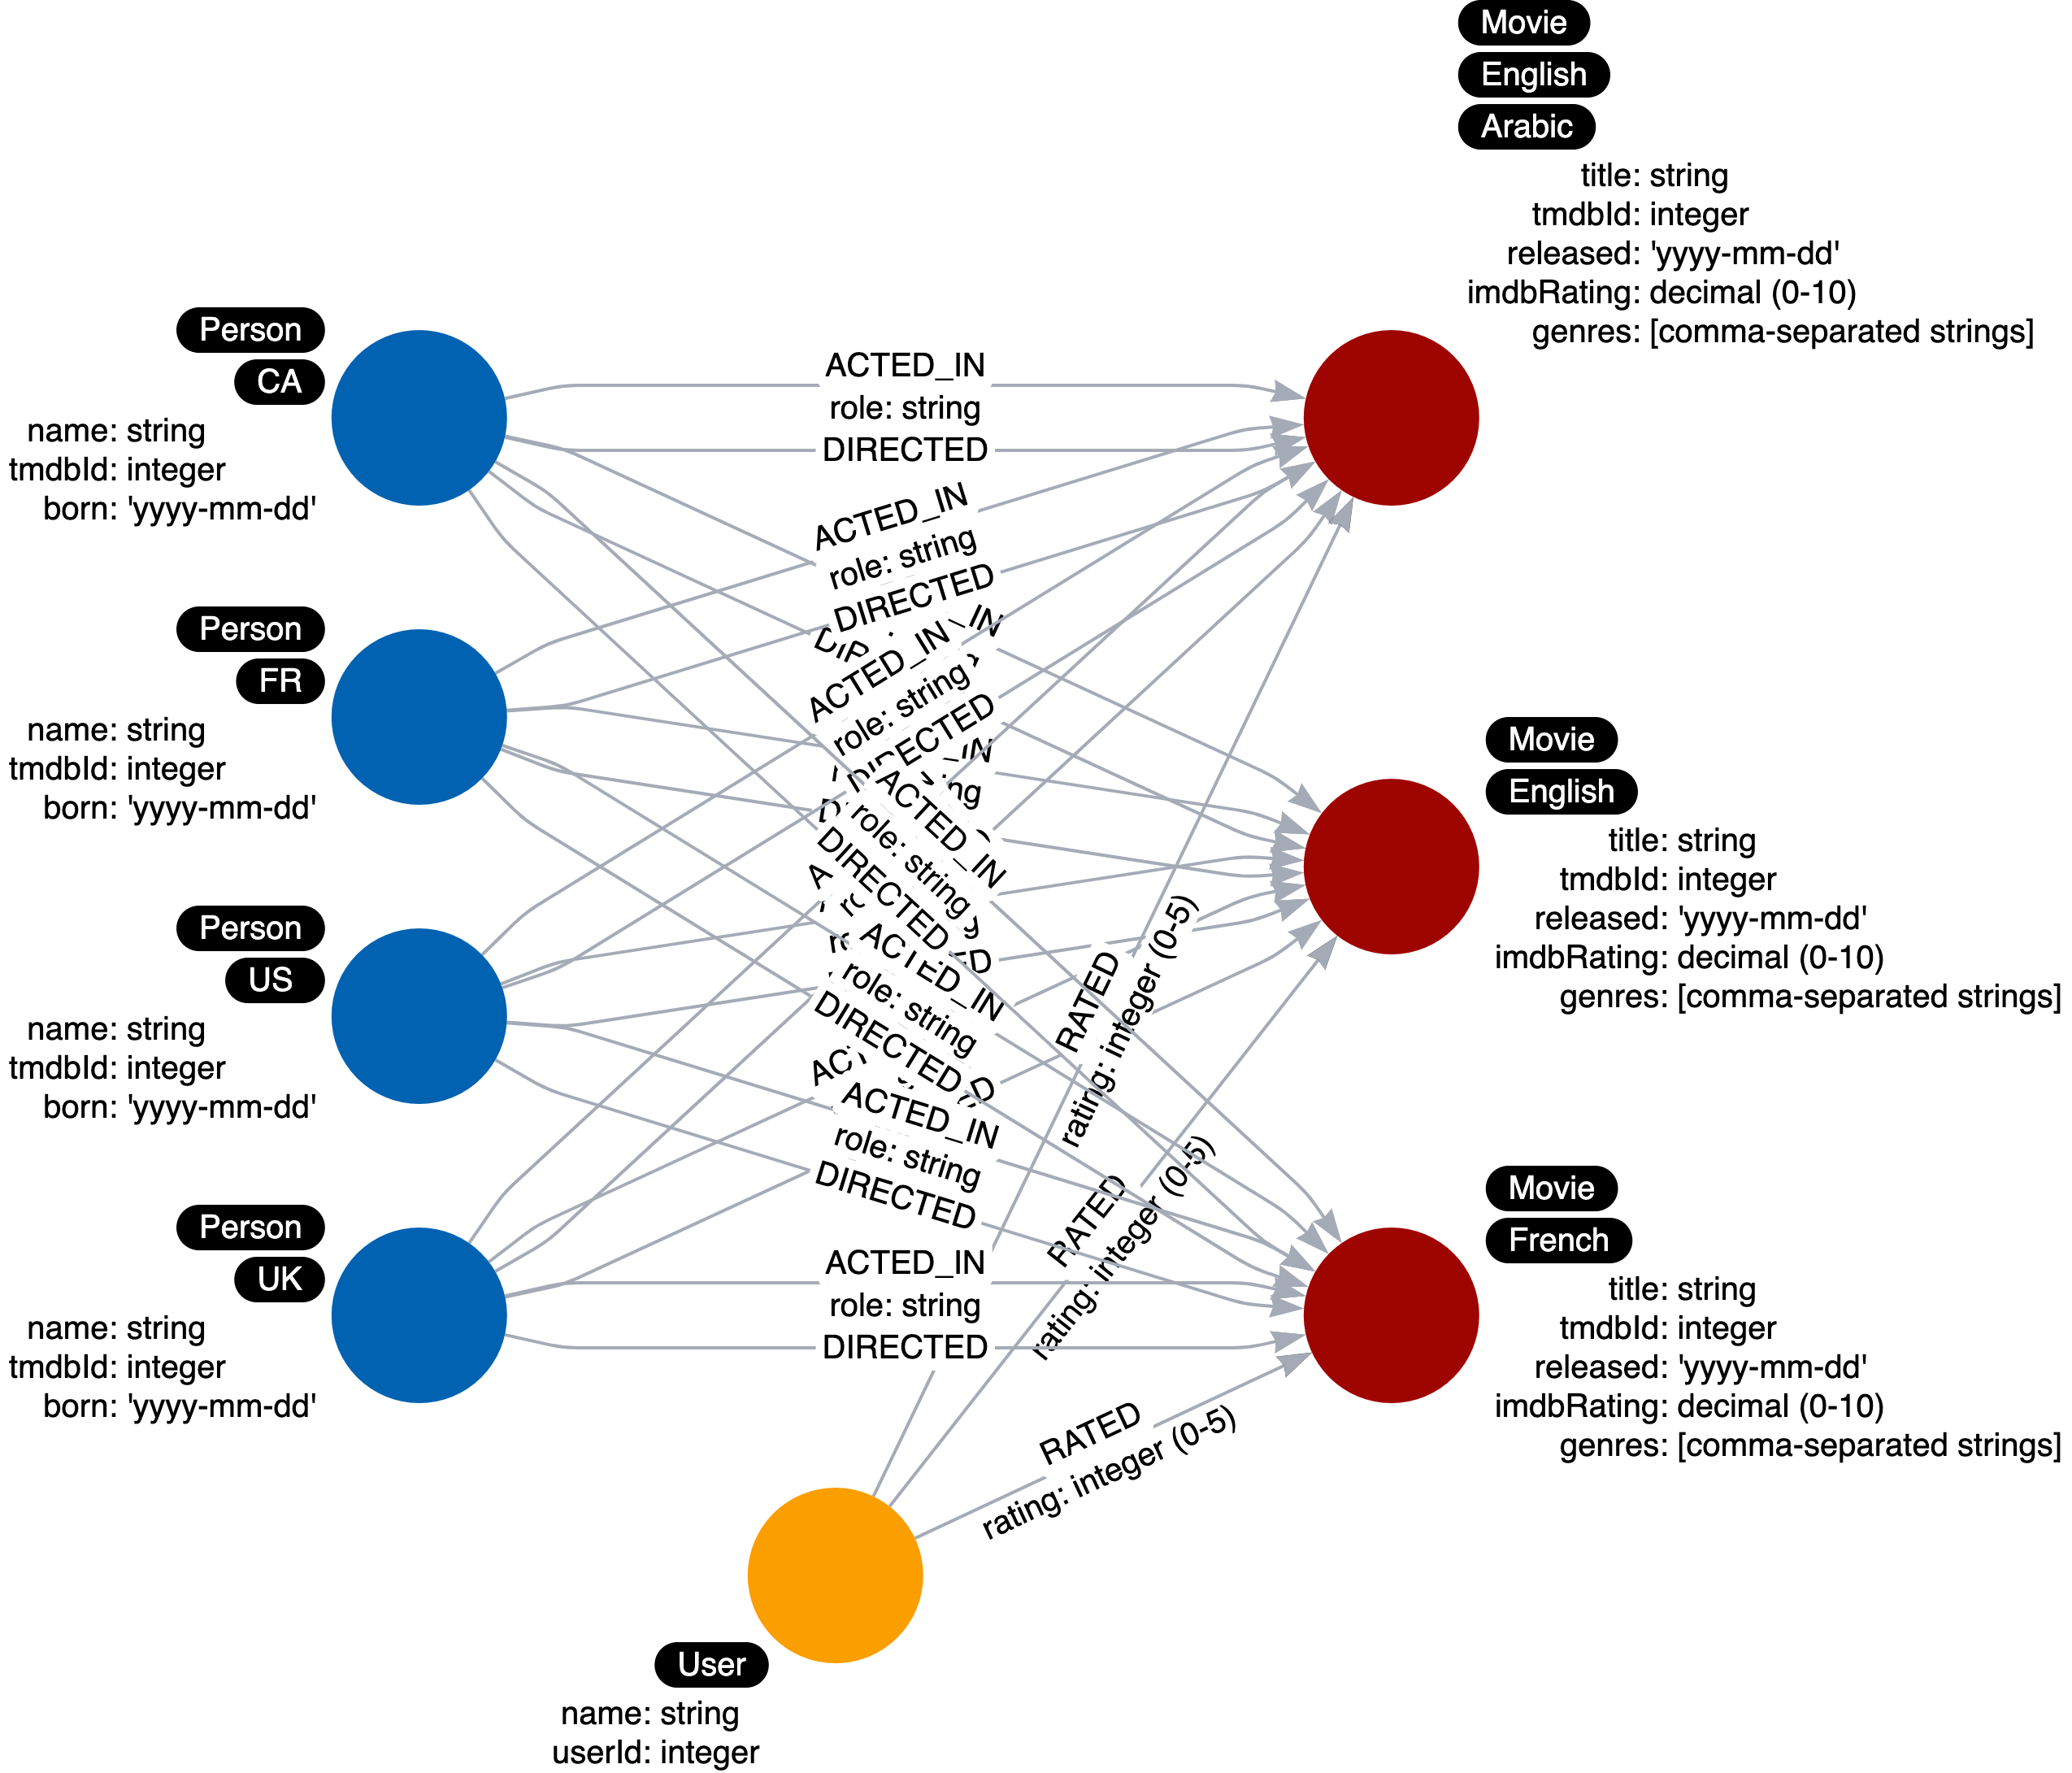 Movie
English
Arabic
title: string
tmdbId: integer
released: 'yyyy-mm-dd'
imdbRating: decimal (0-10)
genres: [comma-separated strings]
Person
CA
name: string
tmdbId: integer
born: 'yyyy-mm-dd'
ACTED_IN
role: string
DIRECTED
ACTED_IN
role: string
DIRECTED
Person
FR
name: string
tmdbId: integer
born: 'yyyy-mm-dd'
ACTED_IN
role: string
DIRECTED
Movie
English
title: string
tmdbId: integer
released: 'yyyy-mm-dd'
imdbRating: decimal (0-10)
genres: [comma-separated strings]
ACTED_IN
role: string
DIRECTED
Person
US
name: string
tmdbId: integer
born: 'yyyy-mm-dd'
ACTED_IN
role: string
DIRECTED
RATED
rating: integer (0-5)
ACTED_IN
role: string
DIRECTED
RATED
rating: integer (0-5)
Person
UK
name: string
tmdbId: integer
born: 'yyyy-mm-dd'
ACTED_IN
role: string
DIRECTED
Movie
French
title: string
tmdbId: integer
released: 'yyyy-mm-dd'
imdbRating: decimal (0-10)
genres: [comma-separated strings]
RATED
rating: integer (0-5)
User
name: string
userId: integer